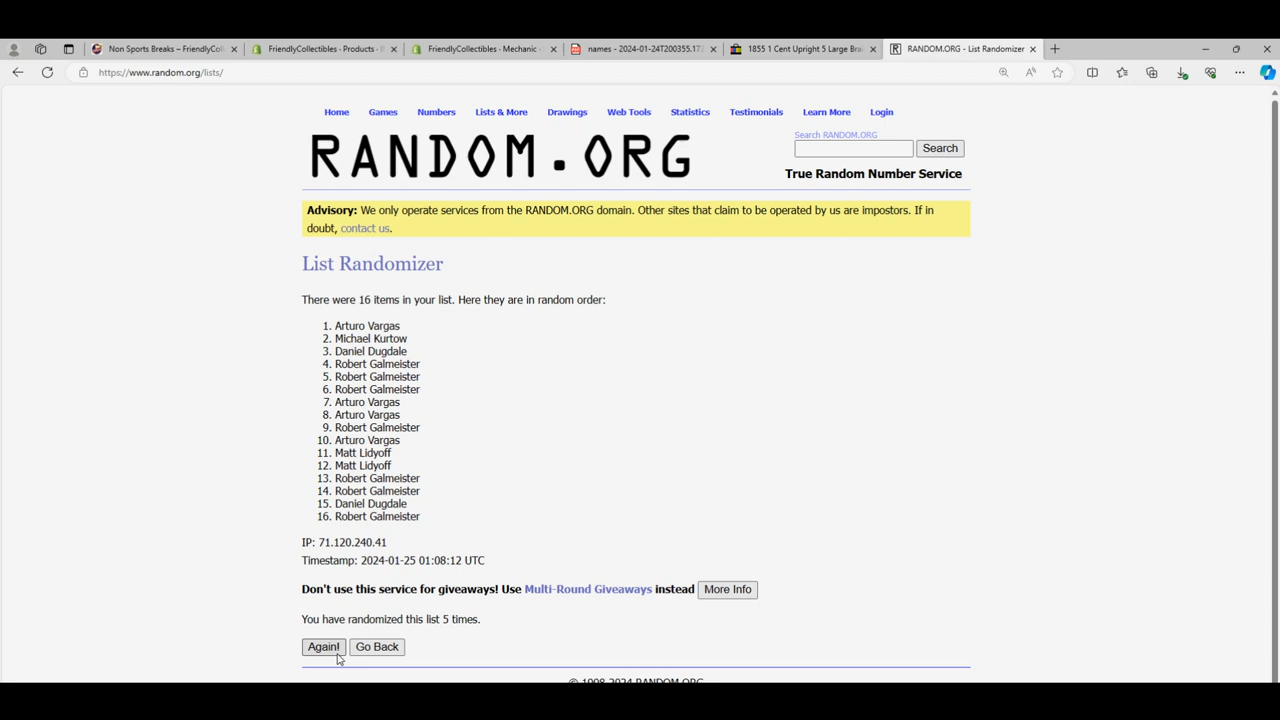 Non Sports Breaks – FriendlyColl
FriendlyCollectibles - Products -
FriendlyCollectibles - Mechanic -
names - 2024-01-24T200355.17
1855 1 Cent Upright 5 Large Bra
RANDOM.ORG - List Randomizer
https://www.random.org/lists/
Home Games Numbers Lists & More Drawings Web Tools Statistics Testimonials Learn More Login
RANDOM.ORG
Search RANDOM.ORG
Search
True Random Number Service
Advisory: We only operate services from the RANDOM.ORG domain. Other sites that claim to be operated by us are impostors. If in
doubt, contact us.
List Randomizer
There were 16 items in your list. Here they are in random order:
1. Arturo Vargas
2. Michael Kurtow
3. Daniel Dugdale
4. Robert Galmeister
5. Robert Galmeister
6. Robert Galmeister
7. Arturo Vargas
8. Arturo Vargas
9. Robert Galmeister
10. Arturo Vargas
11. Matt Lidyoff
12. Matt Lidyoff
13. Robert Galmeister
14. Robert Galmeister
15. Daniel Dugdale
16. Robert Galmeister
IP: 71.120.240.41
Timestamp: 2024-01-25 01:08:12 UTC
Don't use this service for giveaways! Use Multi-Round Giveaways instead More Info
You have randomized this list 5 times.
Again! Go Back
© 1998-2024 RANDOM.ORG